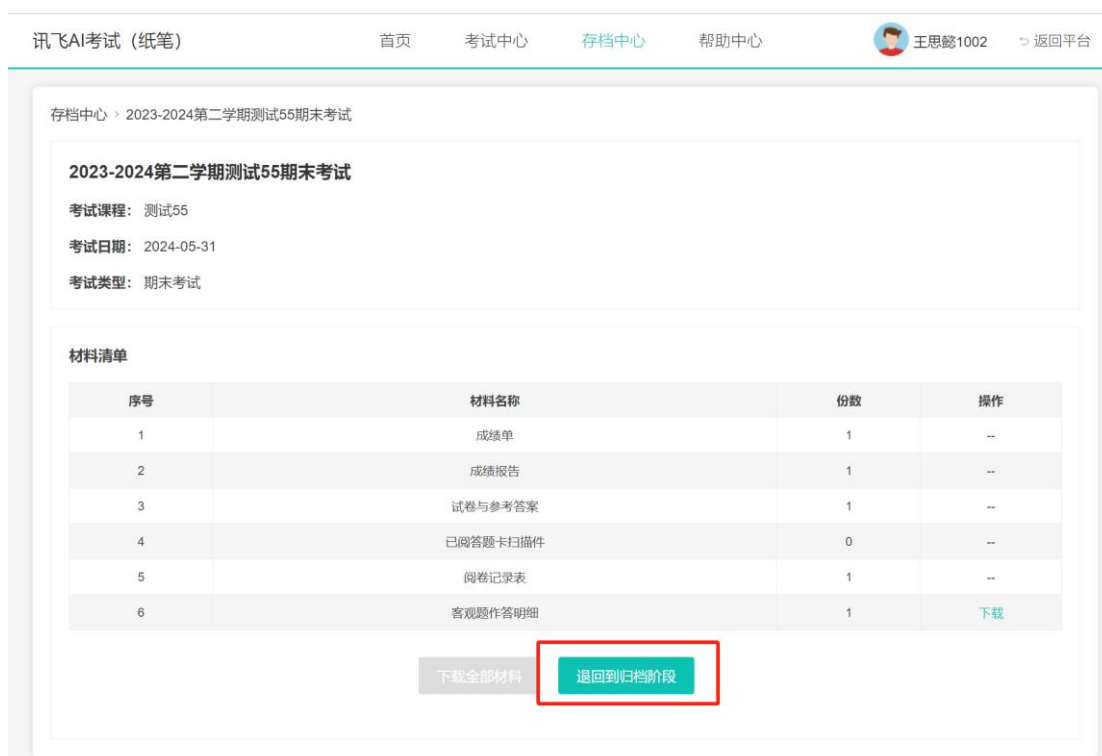 讯飞AI考试（纸笔） 首页 考试中心 存档中心 帮助中心 王思懿1002 返回平台
存档中心 > 2023-2024第二学期测试55期末考试
2023-2024第二学期测试55期末考试
考试课程： 测试55
考试日期： 2024-05-31
考试类型： 期末考试
材料清单
序号 材料名称 份数 操作
1 成绩单 1 --
2 成绩报告 1 --
3 试卷与参考答案 1 --
4 已阅答题卡扫描件 0 --
5 阅卷记录表 1 --
6 客观题作答明细 1 下载
下载全部材料 退回到归档阶段